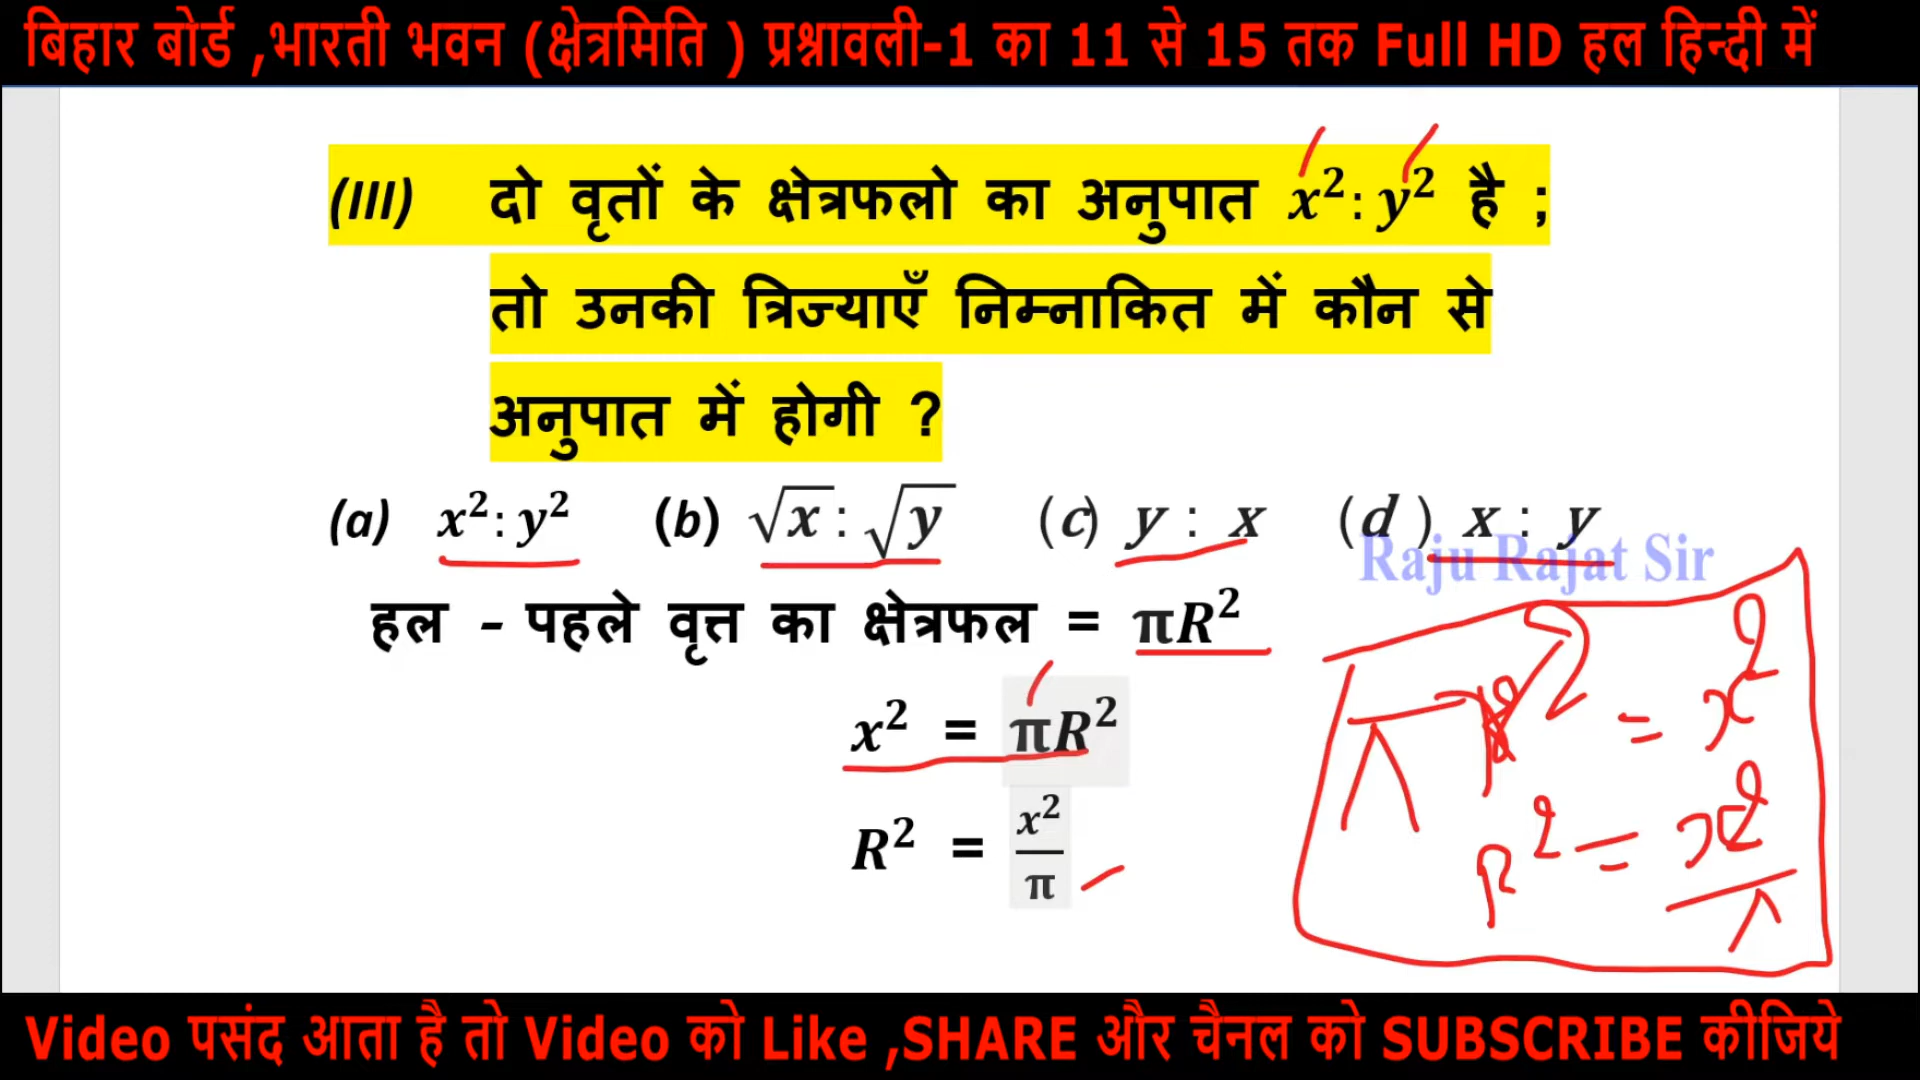 बिहार बोर्ड ,भारती भवन (क्षेत्रमिति ) प्रश्नावली-1 का 11 से 15 तक Full HD हल हिन्दी में
(III) दो वृतों के क्षेत्रफलो का अनुपात x²: y² है ;
तो उनकी त्रिज्याएँ निम्नाकित में कौन से
अनुपात में होगी ?
(a) x²: y² (b) √x : √y (c) y : x (d ) x : y
Raju Rajat Sir
हल - पहले वृत्त का क्षेत्रफल = πR²
x² = πR²
R² = x²/π
π R² = x²
R² = x²/π
Video पसंद आता है तो Video को Like ,SHARE और चैनल को SUBSCRIBE कीजिये